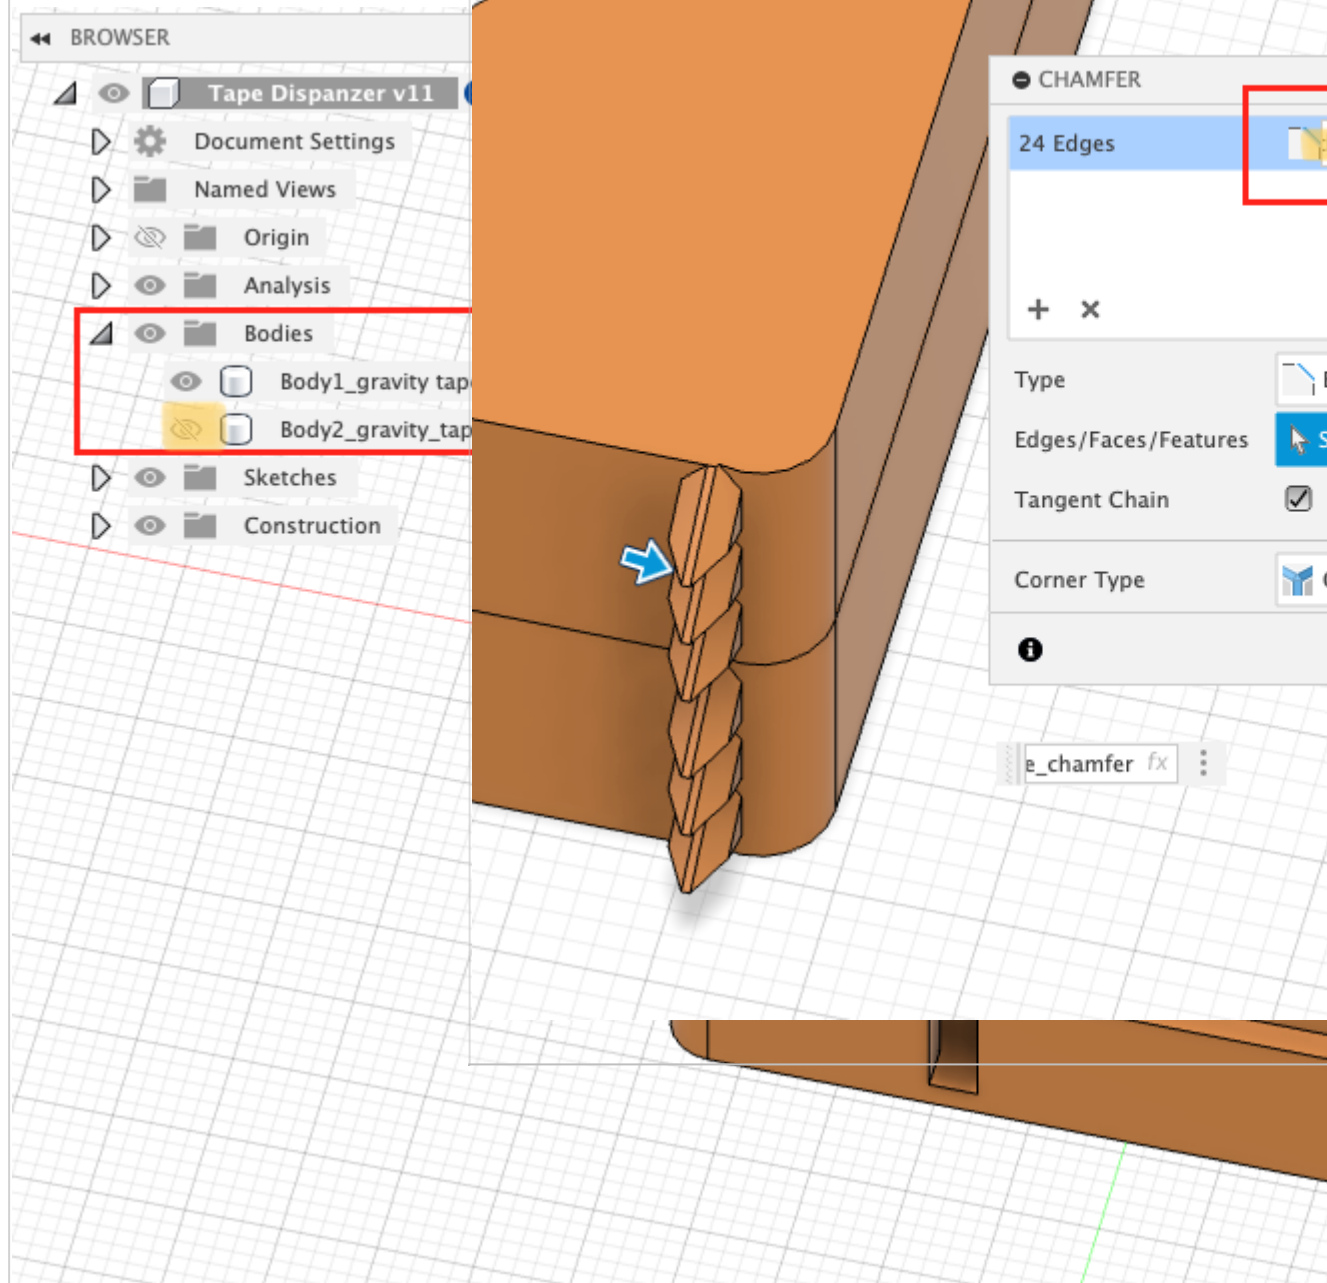 BROWSER
Tape Dispanzer v11
Document Settings
Named Views
Origin
Analysis
Bodies
Body1_gravity tap
Body2_gravity_tap
Sketches
Construction
CHAMFER
24 Edges
Type
Edges/Faces/Features
Tangent Chain
Corner Type
e_chamfer fx